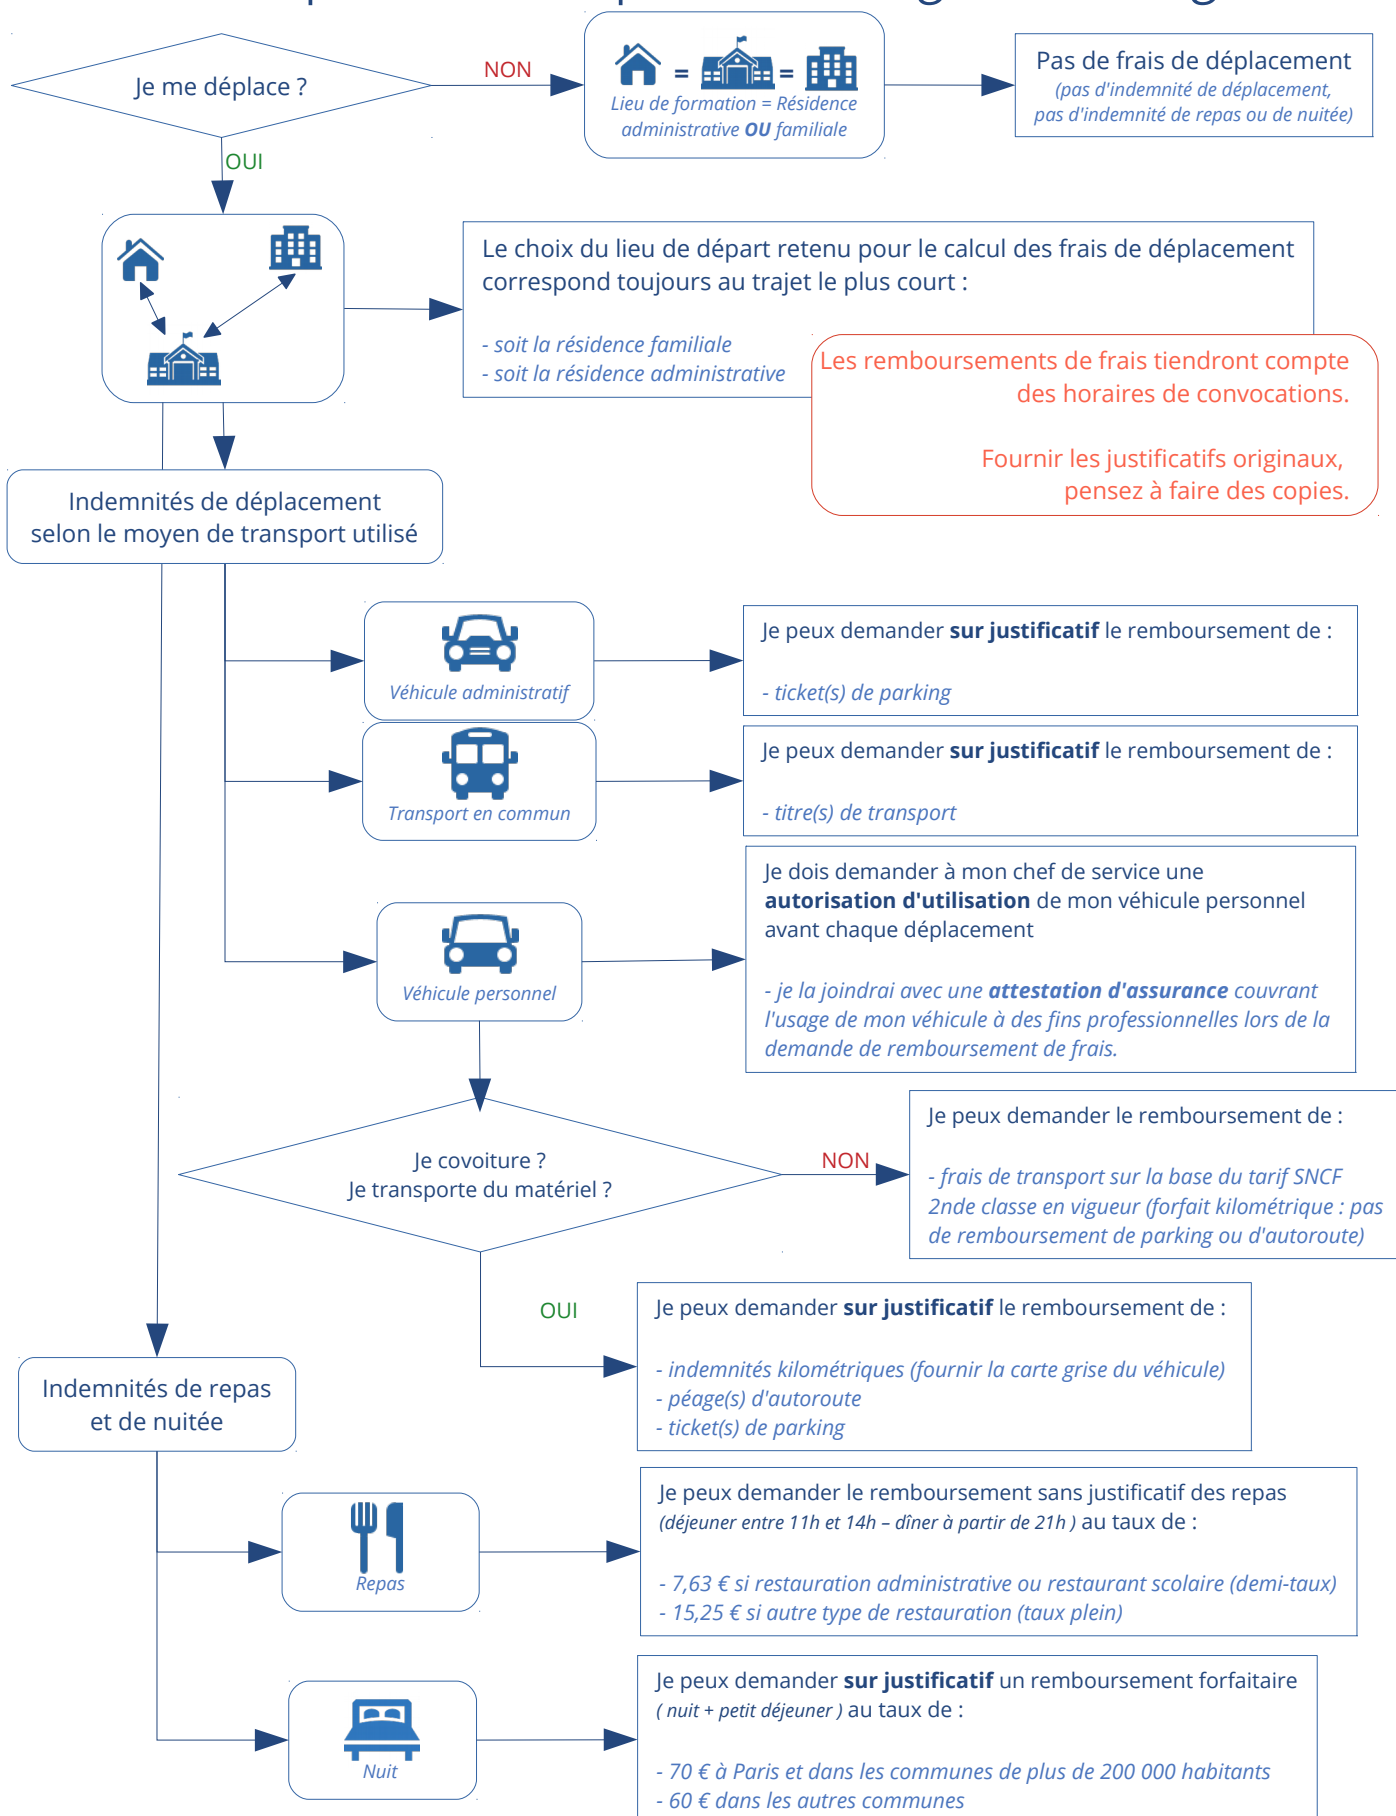 Je me déplace ?
NON
= =
Lieu de formation = Résidence
administrative OU familiale
Pas de frais de déplacement
(pas d'indemnité de déplacement,
pas d'indemnité de repas ou de nuitée)
OUI
Le choix du lieu de départ retenu pour le calcul des frais de déplacement
correspond toujours au trajet le plus court :
- soit la résidence familiale
- soit la résidence administrative
Les remboursements de frais tiendront compte
des horaires de convocations.
Fournir les justificatifs originaux,
pensez à faire des copies.
Indemnités de déplacement
selon le moyen de transport utilisé
Véhicule administratif
Je peux demander sur justificatif le remboursement de :
- ticket(s) de parking
Transport en commun
Je peux demander sur justificatif le remboursement de :
- titre(s) de transport
Véhicule personnel
Je dois demander à mon chef de service une
autorisation d'utilisation de mon véhicule personnel
avant chaque déplacement
- je la joindrai avec une attestation d'assurance couvrant
l'usage de mon véhicule à des fins professionnelles lors de la
demande de remboursement de frais.
Je covoiture ?
Je transporte du matériel ?
NON
Je peux demander le remboursement de :
- frais de transport sur la base du tarif SNCF
2nde classe en vigueur (forfait kilométrique : pas
de remboursement de parking ou d'autoroute)
OUI
Je peux demander sur justificatif le remboursement de :
- indemnités kilométriques (fournir la carte grise du véhicule)
- péage(s) d'autoroute
- ticket(s) de parking
Indemnités de repas
et de nuitée
Repas
Je peux demander le remboursement sans justificatif des repas
(déjeuner entre 11h et 14h – dîner à partir de 21h ) au taux de :
- 7,63 € si restauration administrative ou restaurant scolaire (demi-taux)
- 15,25 € si autre type de restauration (taux plein)
Nuit
Je peux demander sur justificatif un remboursement forfaitaire
( nuit + petit déjeuner ) au taux de :
- 70 € à Paris et dans les communes de plus de 200 000 habitants
- 60 € dans les autres communes